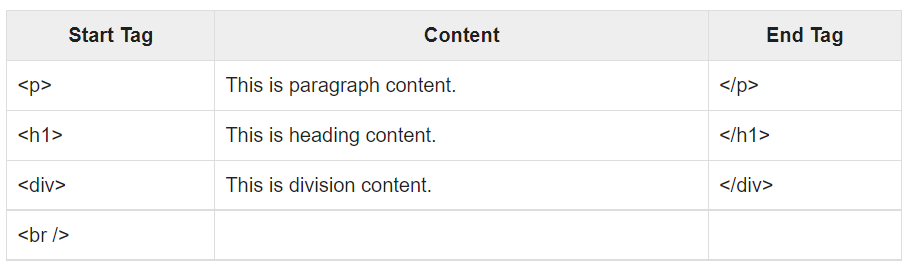 Start Tag Content End Tag
<p> This is paragraph content. </p>
<h1> This is heading content. </h1>
<div> This is division content. </div>
<br />